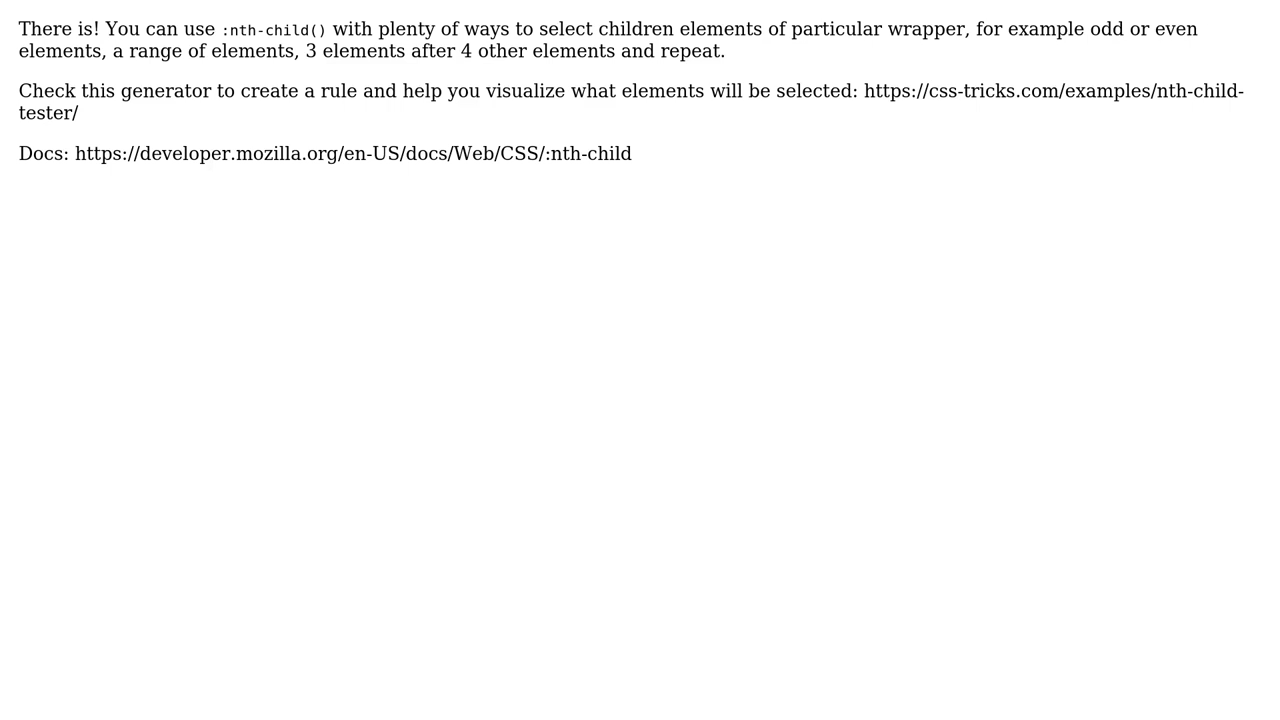 There is! You can use :nth-child() with plenty of ways to select children elements of particular wrapper, for example odd or even
elements, a range of elements, 3 elements after 4 other elements and repeat.
Check this generator to create a rule and help you visualize what elements will be selected: https://css-tricks.com/examples/nth-child-
tester/
Docs: https://developer.mozilla.org/en-US/docs/Web/CSS/:nth-child